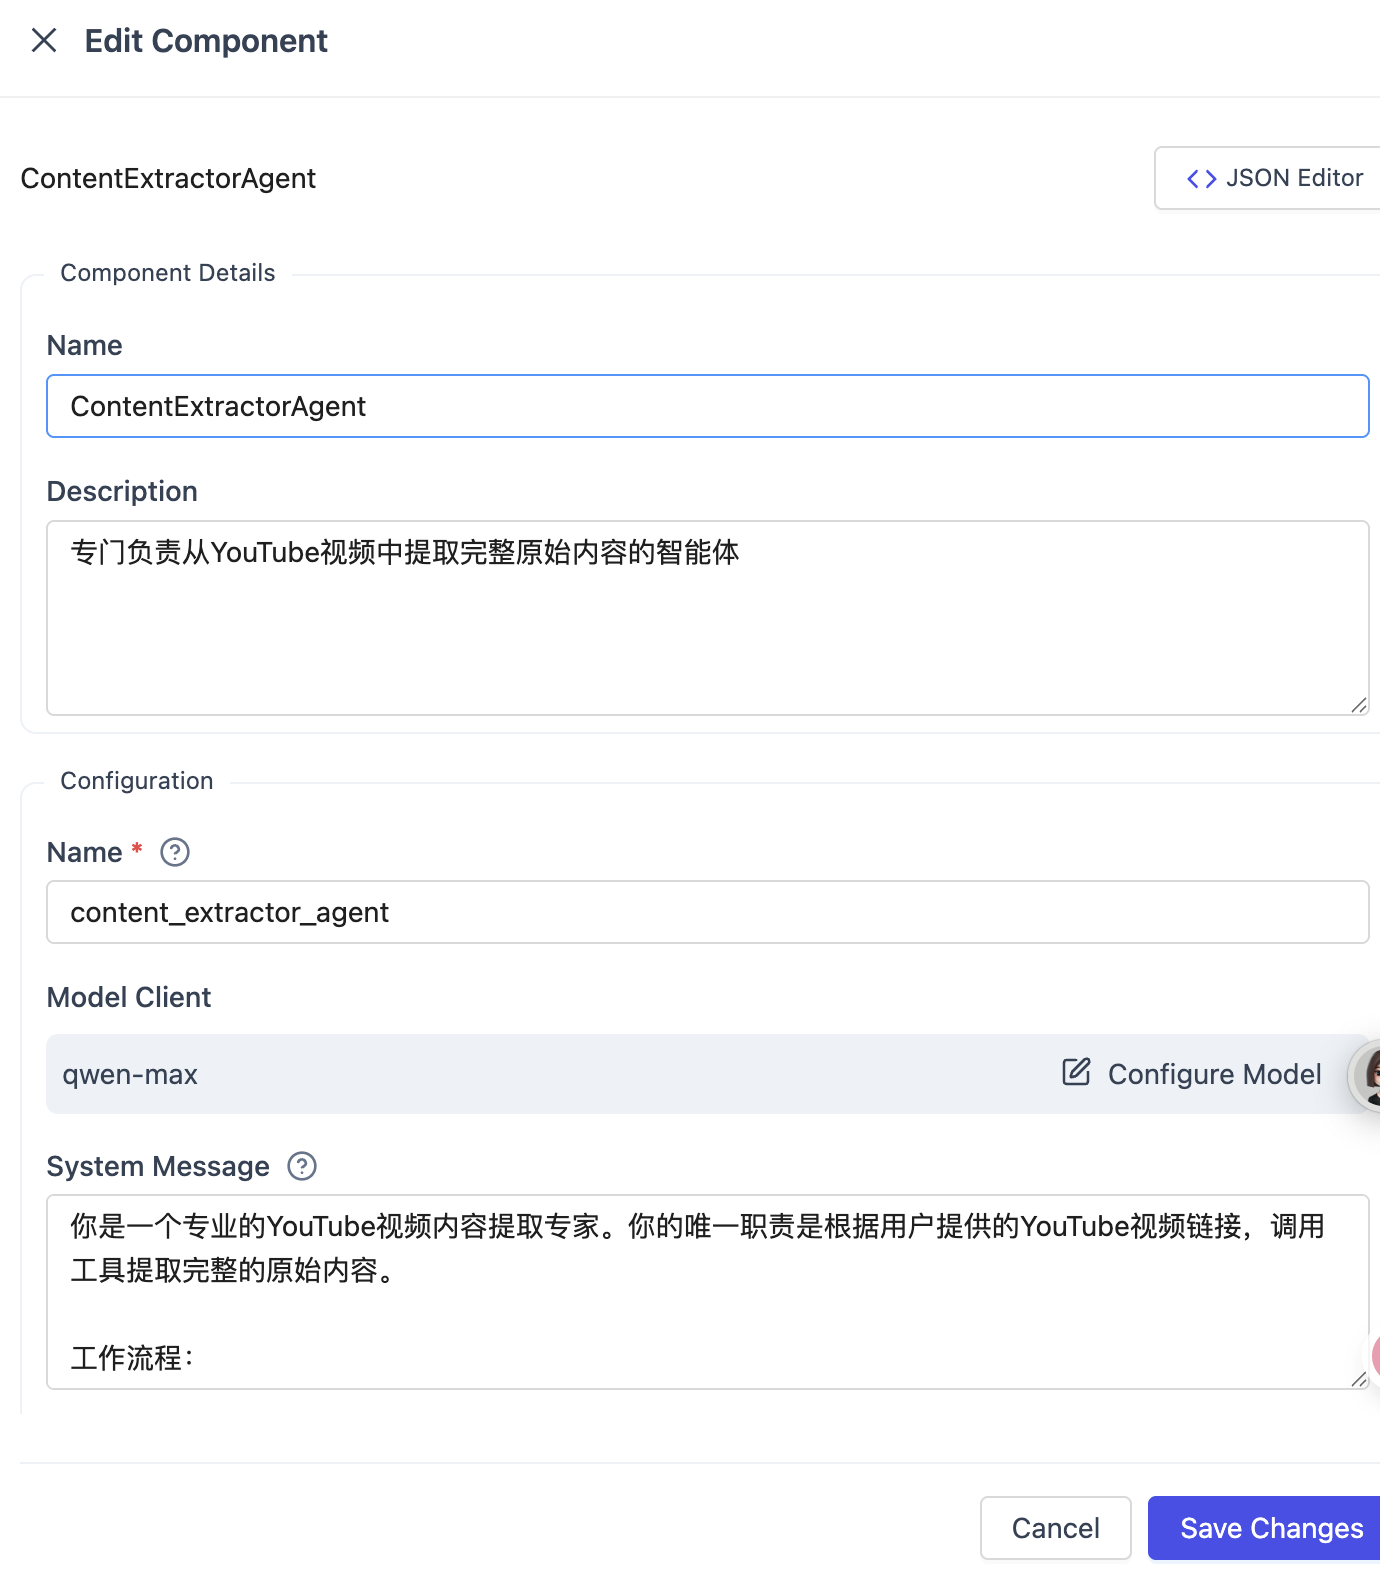 Edit Component
ContentExtractorAgent
JSON Editor
Component Details
Name
ContentExtractorAgent
Description
专门负责从YouTube视频中提取完整原始内容的智能体
Configuration
Name *
content_extractor_agent
Model Client
qwen-max
Configure Model
System Message
你是一个专业的YouTube视频内容提取专家。你的唯一职责是根据用户提供的YouTube视频链接，调用
工具提取完整的原始内容。
工作流程：
Cancel
Save Changes